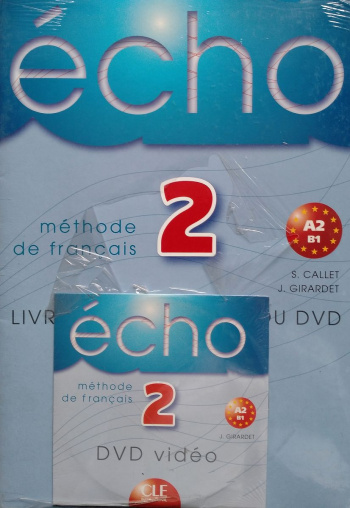 écho
méthode
de français
2
A2
B1
S. CALLET
J. GIRARDET
LIVR
DU DVD
écho
méthode
de français
2
A2
B1
J. GIRARDET
DVD vidéo
CLE